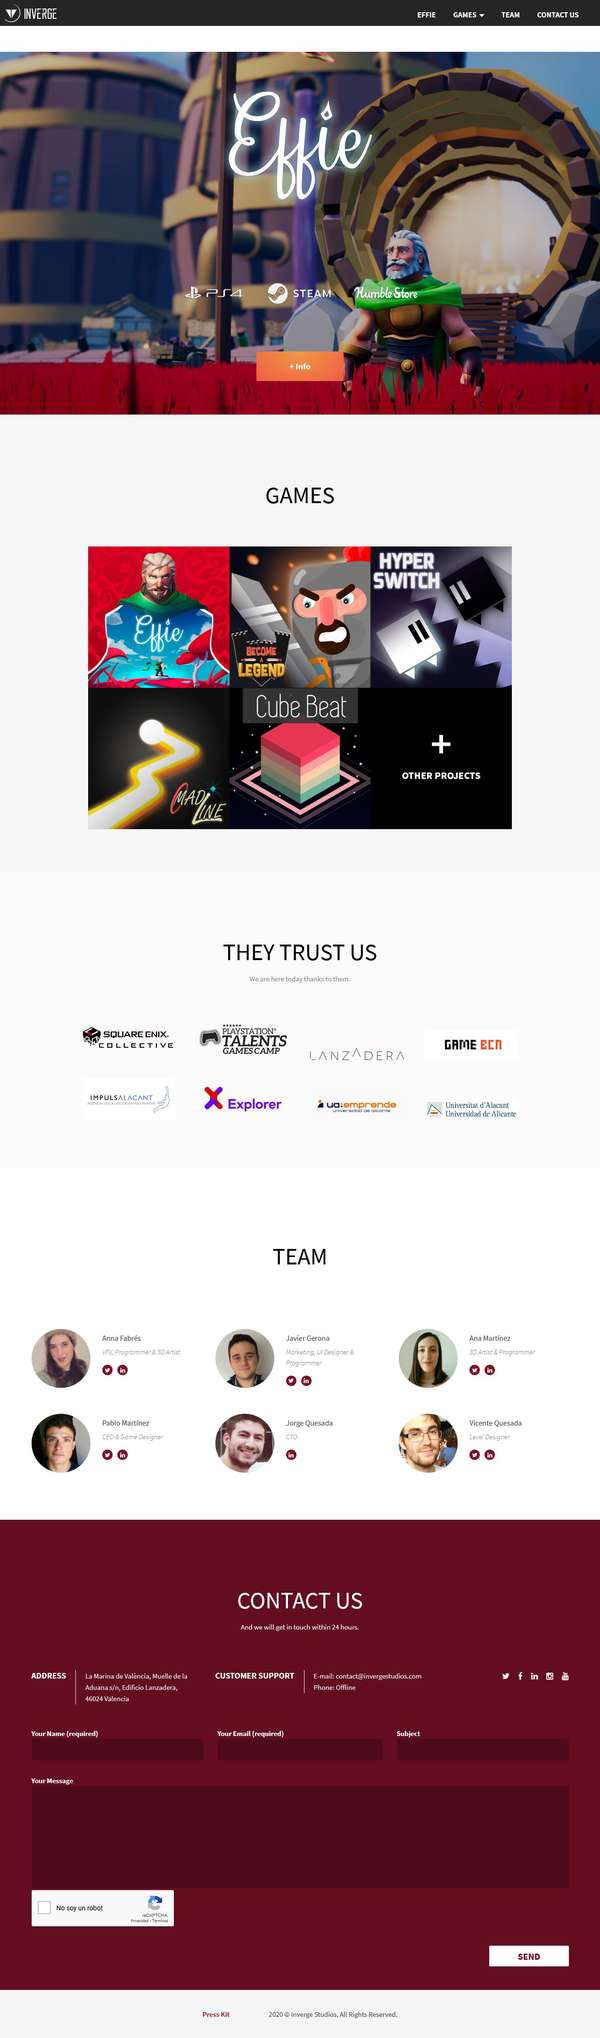 INVERGE
EFFIE GAMES TEAM CONTACT US
Effie
PS4 STEAM Humble Store
+ Info
GAMES
Effie
BECOME A LEGEND
HYPER SWITCH
MAD LINE
Cube Beat
+
OTHER PROJECTS
THEY TRUST US
We are here today thanks to them.
SQUARE ENIX. COLLECTIVE
PLAYSTATION® TALENTS GAMES CAMP
LANZADERA
GAME BCN
IMPULSALACANT
Explorer
ua:emprende
universidad de alicante
Universitat d'Alacant
Universidad de Alicante
TEAM
Anna Fabrés
VFX, Programmer & 3D Artist
Javier Gerona
Marketing, UI Designer &
Programmer
Ana Martínez
3D Artist & Programmer
Pablo Martínez
CEO & Game Designer
Jorge Quesada
CTO
Vicente Quesada
Level Designer
CONTACT US
And we will get in touch within 24 hours.
ADDRESS
La Marina de València, Muelle de la
Aduana s/n, Edificio Lanzadera,
46024 Valencia
CUSTOMER SUPPORT
E-mail: contact@invergestudios.com
Phone: Offline
Your Name (required)
Your Email (required)
Subject
Your Message
No soy un robot
reCAPTCHA
Privacidad - Términos
SEND
Press Kit
2020 © Inverge Studios, All Rights Reserved.